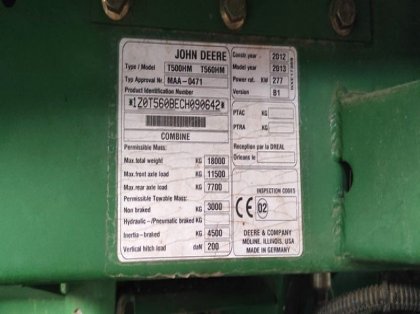 JOHN DEERE
Type / Model T500HM T560HM
Typ Approval Nr. MAA-0471
Product Identification Number
*1Z0T560BECH090642*
COMBINE
Permissible Mass:
Max.total weight KG 18000
Max.front axle load KG 11500
Max.rear axle load KG 7700
Permissible Towable Mass:
Non braked KG 3000
Hydraulic-/Pneumatic braked KG
Inertia-braked KG 4500
Vertical hitch load daN 200
Constr.year 2012
Model year 2013
Power rat. KW 277
Version B1
PTAC KG
PTRA KG
Reception par la DREAL
Orleans le
INSPECTION CODES
CE 02
DEERE & COMPANY
MOLINE, ILLINOIS, USA
MADE IN GERMANY